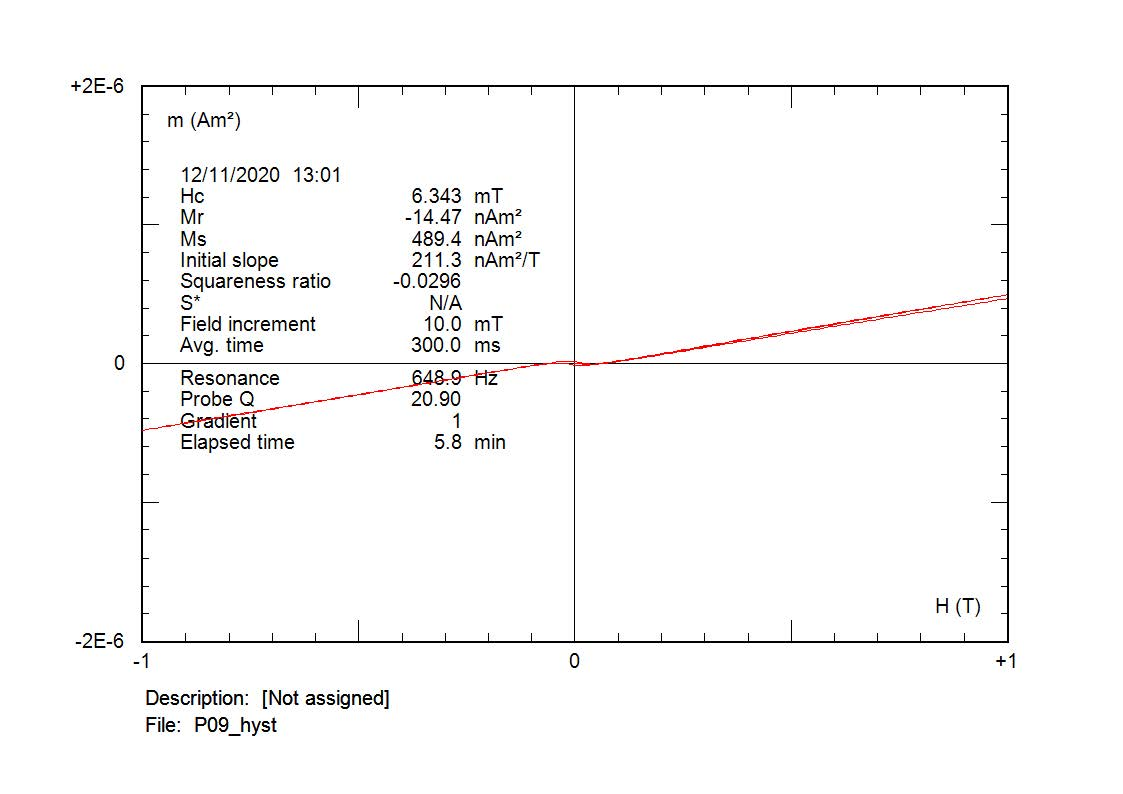 +2E-6
m (Am²)
12/11/2020 13:01
Hc 6.343 mT
Mr -14.47 nAm²
Ms 489.4 nAm²
Initial slope 211.3 nAm²/T
Squareness ratio -0.0296
S* N/A
Field increment 10.0 mT
Avg. time 300.0 ms
0
Resonance 648.9 Hz
Probe Q 20.90
Gradient 1
Elapsed time 5.8 min
H (T)
-2E-6
-1 0 +1
Description: [Not assigned]
File: P09_hyst